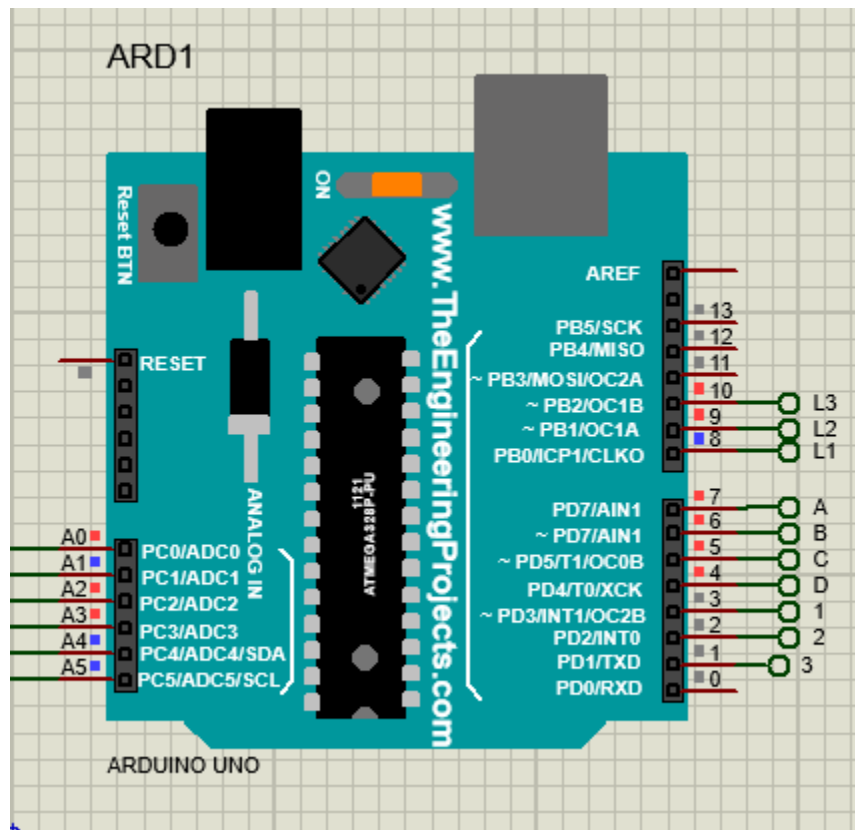 ARD1
Reset BTN
ON
www.TheEngineeringProjects.com
AREF
13
PB5/SCK
12
PB4/MISO
11
RESET
~ PB3/MOSI/OC2A
10
~ PB2/OC1B
L3
9
~ PB1/OC1A
L2
8
PB0/ICP1/CLKO
L1
1121
ATMEGA328P-PU
ANALOG IN
7
PD7/AIN1
A
6
~ PD7/AIN1
B
5
~ PD5/T1/OC0B
C
4
PD4/T0/XCK
D
3
~ PD3/INT1/OC2B
1
2
PD2/INT0
2
1
PD1/TXD
3
0
PD0/RXD
A0
PC0/ADC0
A1
PC1/ADC1
A2
PC2/ADC2
A3
PC3/ADC3
A4
PC4/ADC4/SDA
A5
PC5/ADC5/SCL
ARDUINO UNO